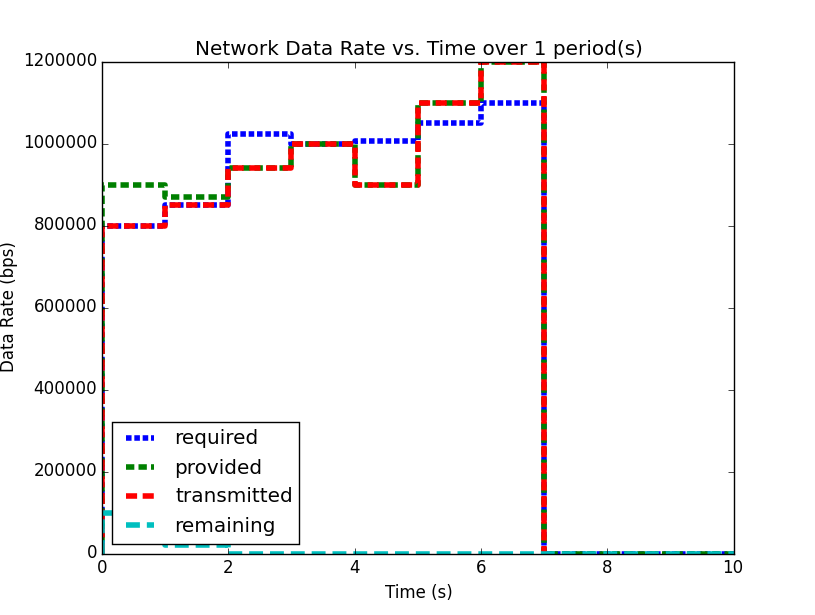 Network Data Rate vs. Time over 1 period(s)
1200000
1000000
800000
600000
400000
200000
0
Data Rate (bps)
required
provided
transmitted
remaining
0 2 4 6 8 10
Time (s)